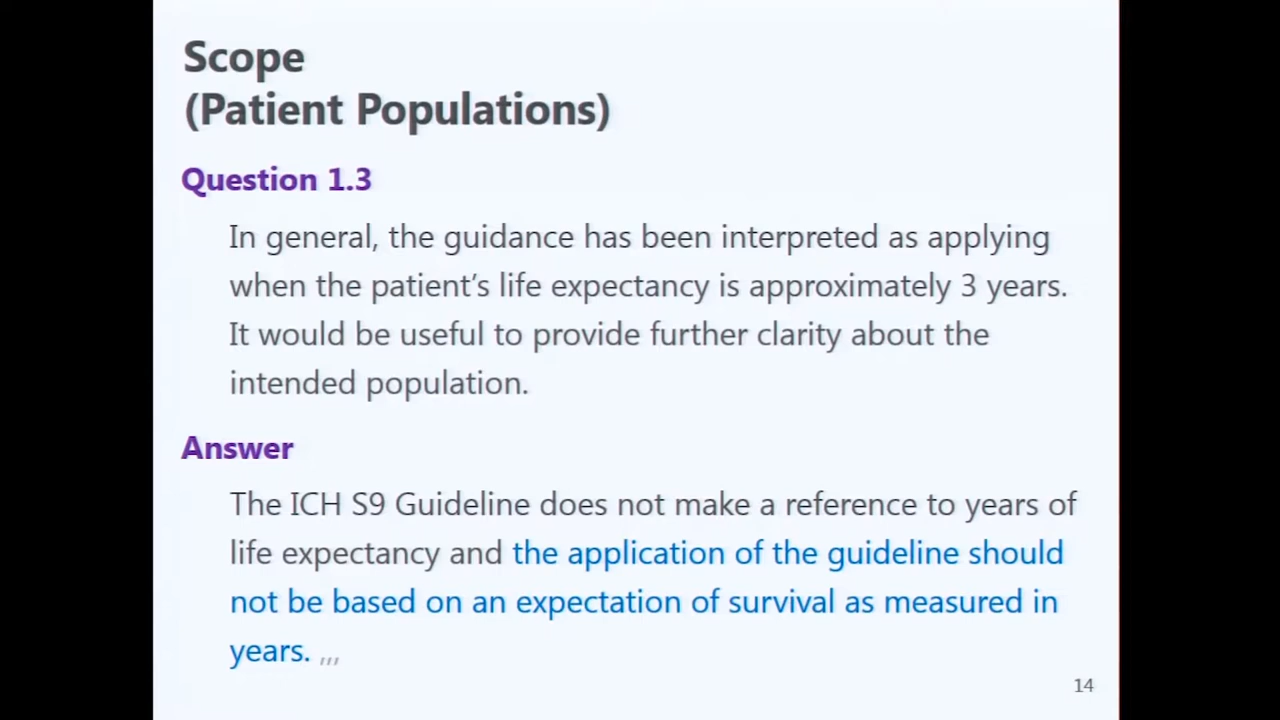 Scope
(Patient Populations)
Question 1.3
In general, the guidance has been interpreted as applying
when the patient’s life expectancy is approximately 3 years.
It would be useful to provide further clarity about the
intended population.
Answer
The ICH S9 Guideline does not make a reference to years of
life expectancy and the application of the guideline should
not be based on an expectation of survival as measured in
years. ,,,
14